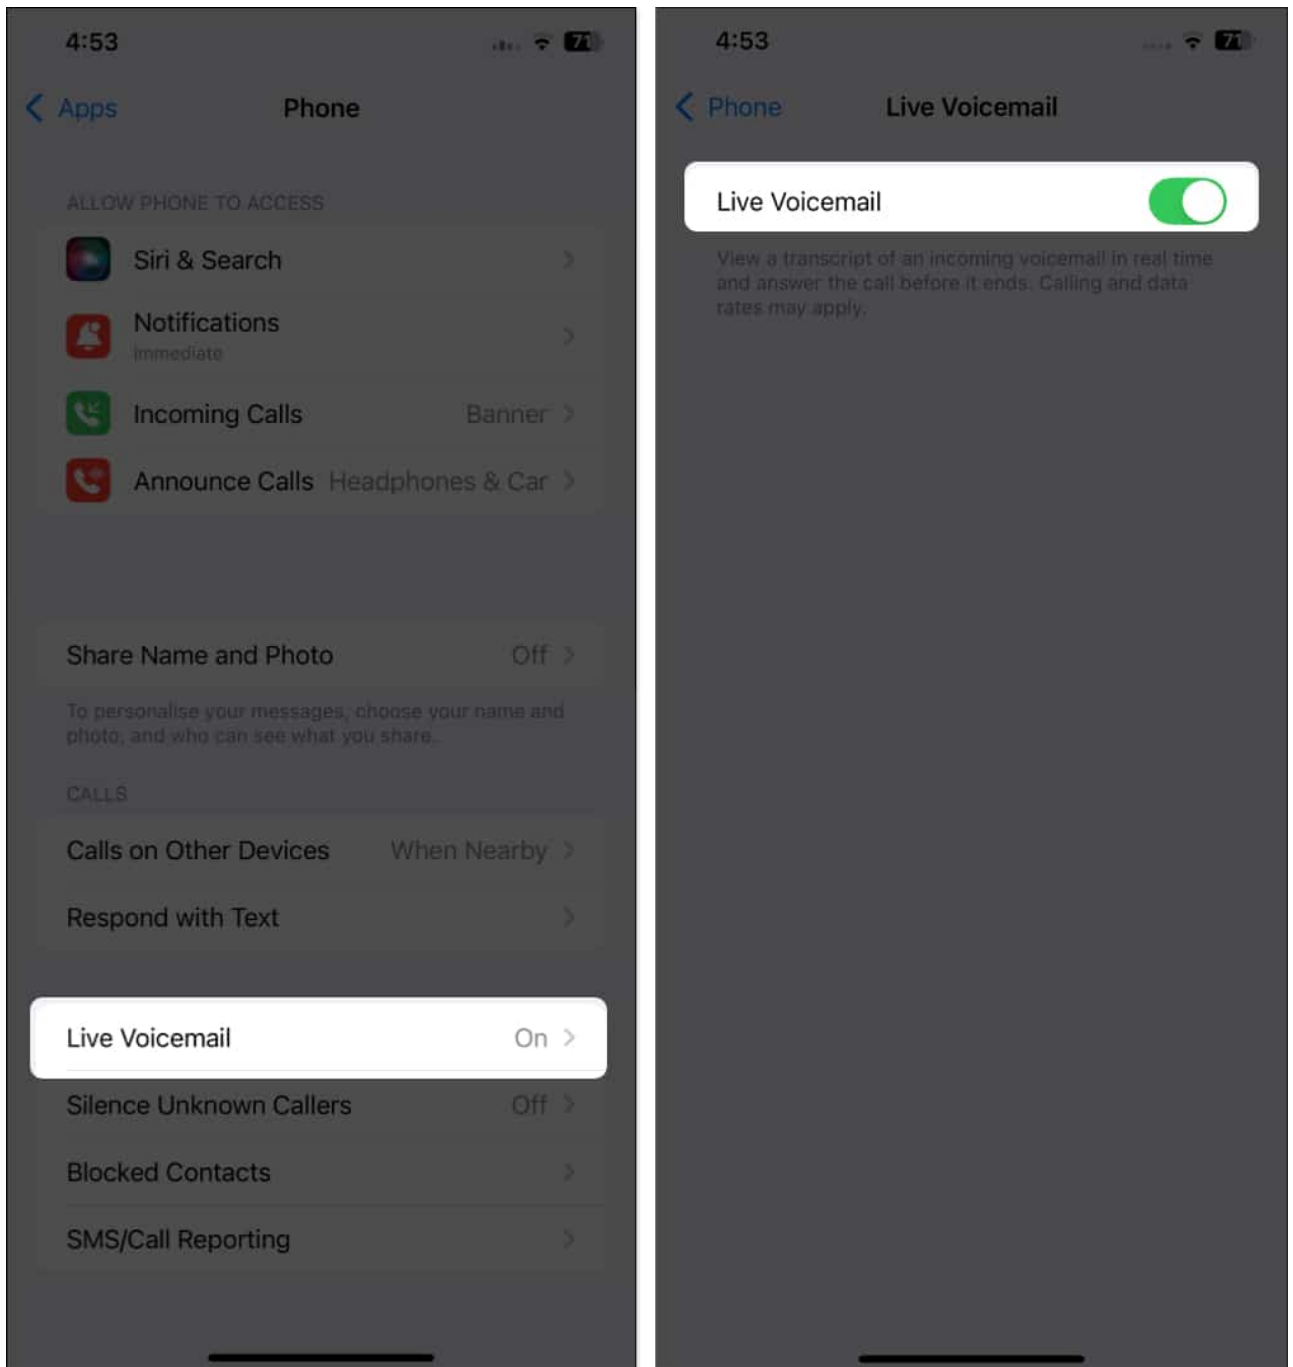 4:53
71
Apps
Phone
ALLOW PHONE TO ACCESS
Siri & Search
Notifications
Immediate
Incoming Calls
Banner
Announce Calls
Headphones & Car
Share Name and Photo
Off
To personalise your messages, choose your name and
photo, and who can see what you share.
CALLS
Calls on Other Devices
When Nearby
Respond with Text
Live Voicemail
On
Silence Unknown Callers
Off
Blocked Contacts
SMS/Call Reporting
4:53
71
Phone
Live Voicemail
Live Voicemail
View a transcript of an incoming voicemail in real time
and answer the call before it ends. Calling and data
rates may apply.